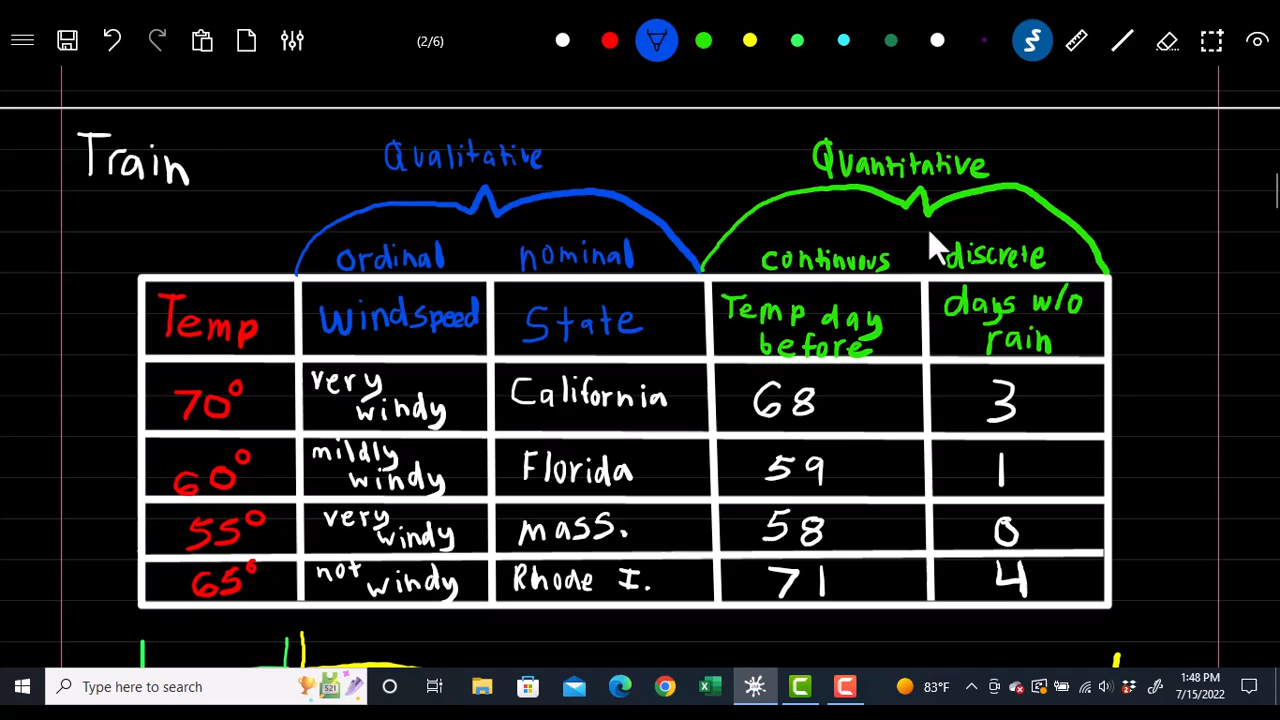 (2/6)
Train
Qualitative
Quantitative
ordinal nominal continuous discrete
Temp Windspeed State Temp day before days w/o rain
70° very windy California 68 3
60° mildly windy Florida 59 1
55° very windy mass. 58 0
65° not windy Rhode I. 71 4
Type here to search
521
83°F
1:48 PM
7/15/2022